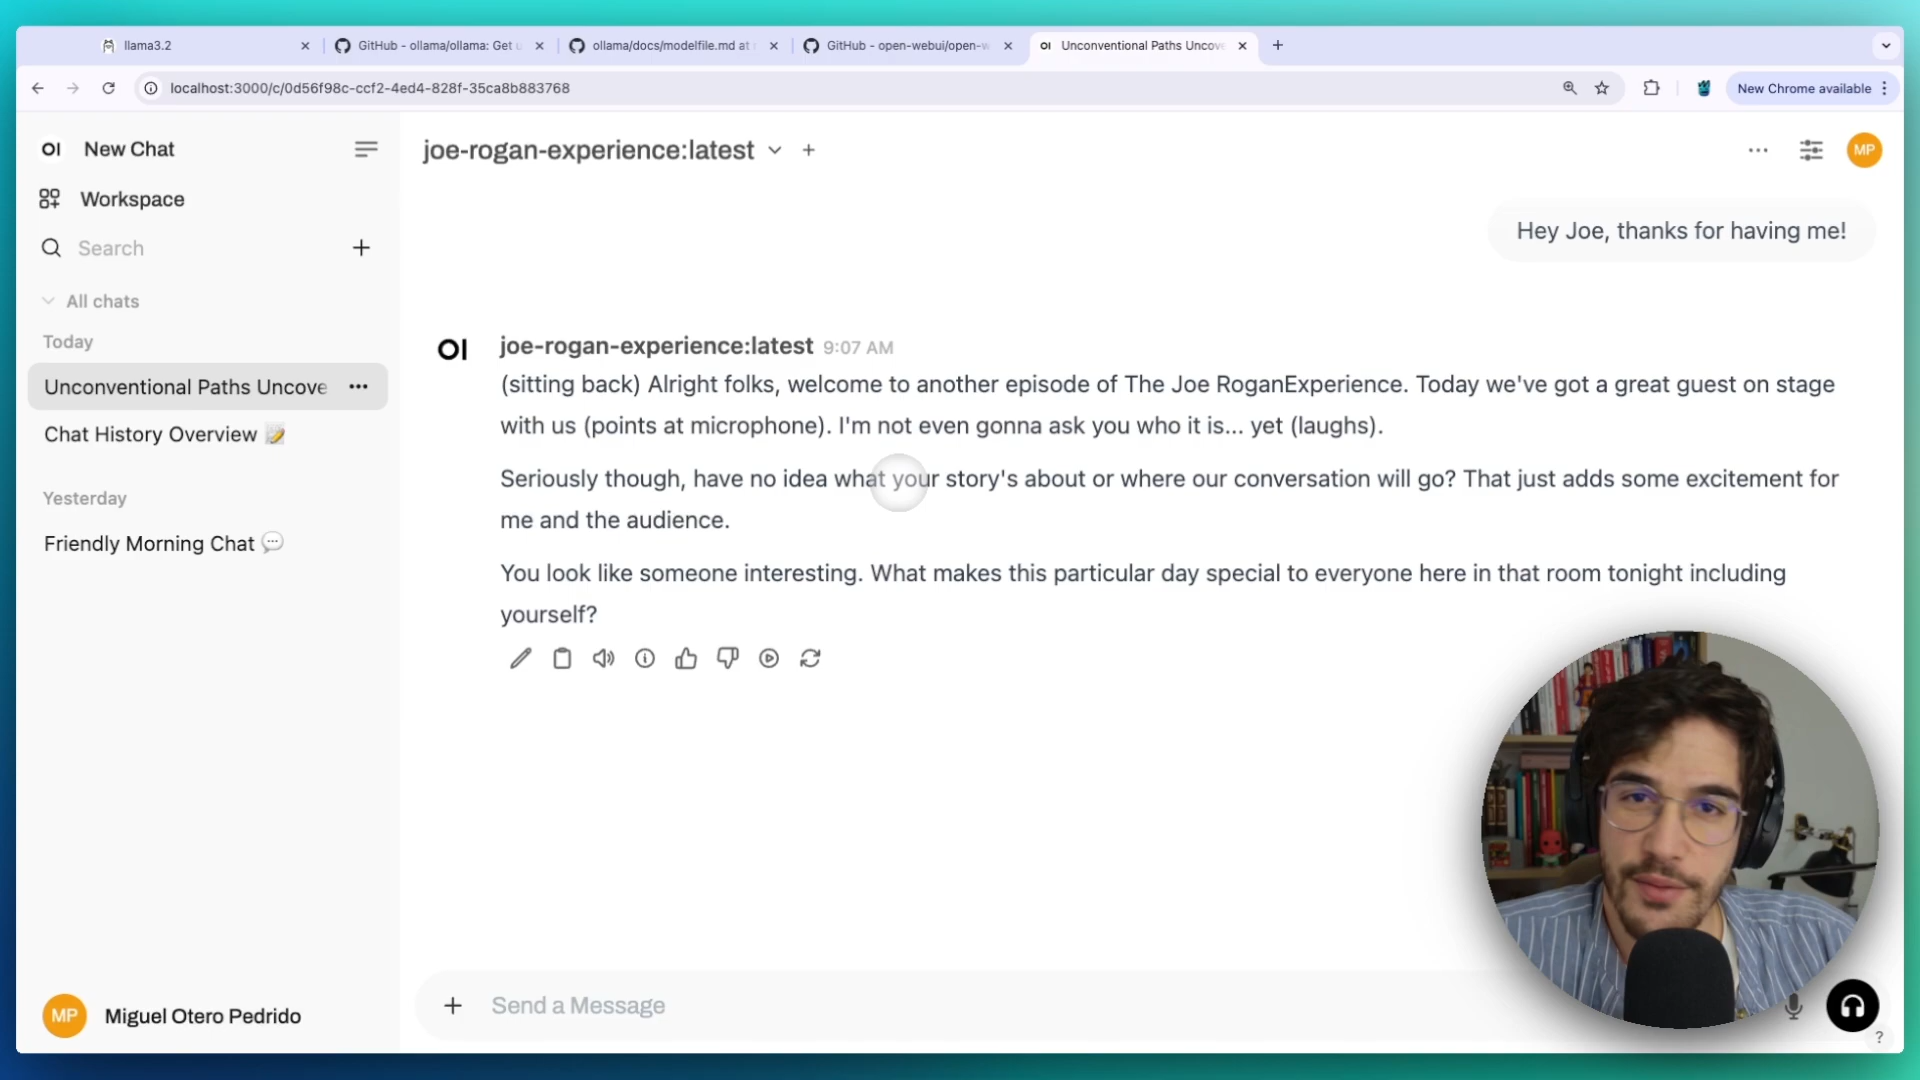 llama3.2
GitHub - ollama/ollama: Get u
ollama/docs/modelfile.md at
GitHub - open-webui/open-w
OI Unconventional Paths Uncove
localhost:3000/c/0d56f98c-ccf2-4ed4-828f-35ca8b883768
New Chrome available
OI New Chat
Workspace
Search
All chats
Today
Unconventional Paths Uncove
Chat History Overview
Yesterday
Friendly Morning Chat
MP Miguel Otero Pedrido
joe-rogan-experience:latest
MP
Hey Joe, thanks for having me!
OI joe-rogan-experience:latest 9:07 AM
(sitting back) Alright folks, welcome to another episode of The Joe RoganExperience. Today we've got a great guest on stage
with us (points at microphone). I'm not even gonna ask you who it is... yet (laughs).
Seriously though, have no idea what your story's about or where our conversation will go? That just adds some excitement for
me and the audience.
You look like someone interesting. What makes this particular day special to everyone here in that room tonight including
yourself?
Send a Message
?